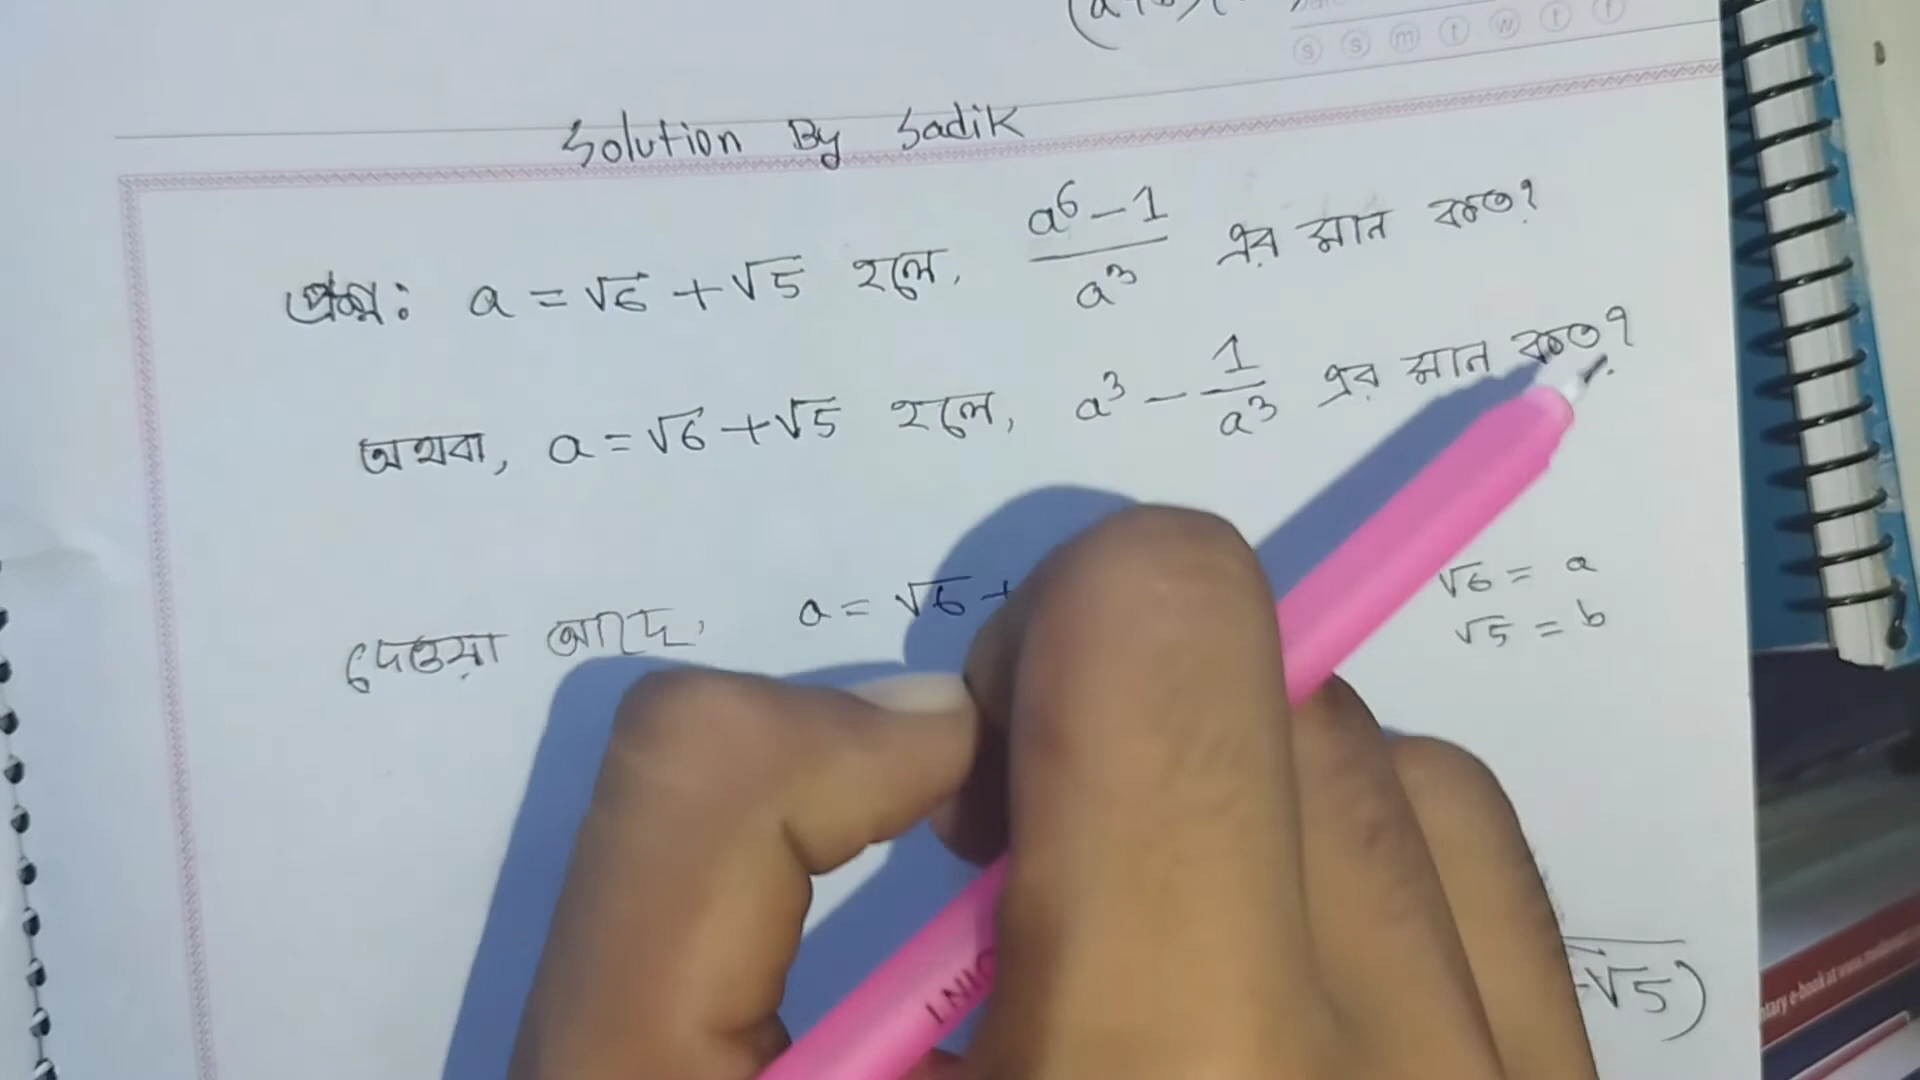 s s m t w t f
Solution By Sadik
প্রশ্ন: a = √6 + √5 হলে, (a⁶ - 1)/a³ এর মান কত?
অথবা, a = √6 + √5 হলে, a³ - 1/a³ এর মান কত?
দেওয়া আছে, a = √6 +
√6 = a
√5 = b
-√5)